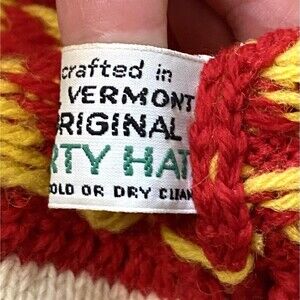 crafted in
VERMONT
RIGINAL
RTY HAT
OLD OR DRY CLEAN